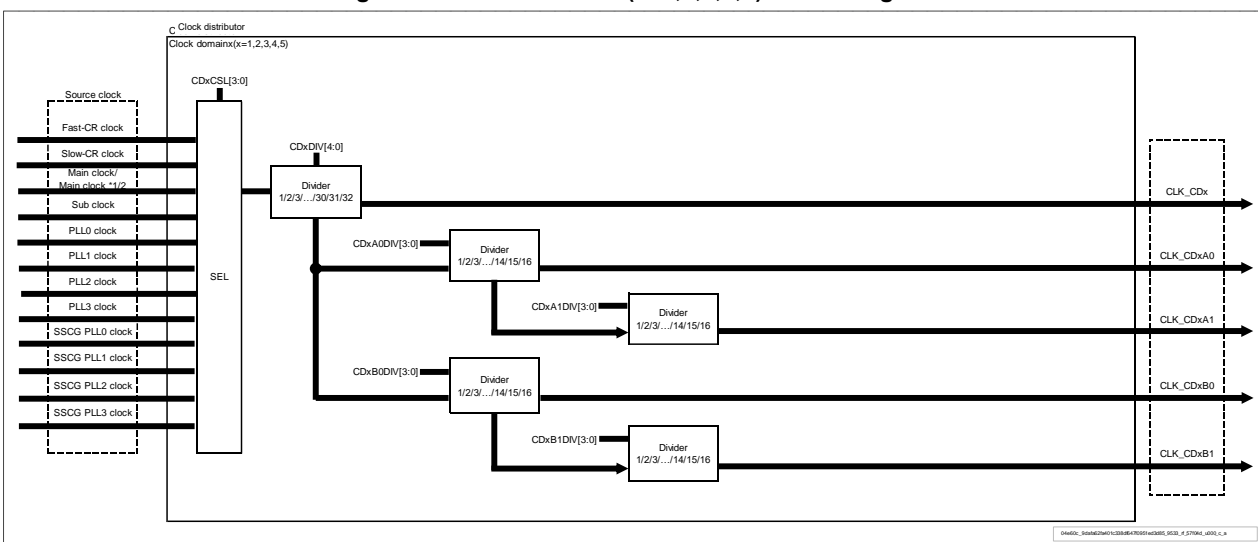 C Clock distributor
Clock domainx(x=1,2,3,4,5)
CDxCSL[3:0]
Source clock
Fast-CR clock
Slow-CR clock
Main clock/
Main clock *1/2
Sub clock
PLL0 clock
PLL1 clock
PLL2 clock
PLL3 clock
SSCG PLL0 clock
SSCG PLL1 clock
SSCG PLL2 clock
SSCG PLL3 clock
SEL
CDxDIV[4:0]
Divider
1/2/3/…/30/31/32
CLK_CDx
CDxA0DIV[3:0]
Divider
1/2/3/…/14/15/16
CLK_CDxA0
CDxA1DIV[3:0]
Divider
1/2/3/…/14/15/16
CLK_CDxA1
CDxB0DIV[3:0]
Divider
1/2/3/…/14/15/16
CLK_CDxB0
CDxB1DIV[3:0]
Divider
1/2/3/…/14/15/16
CLK_CDxB1